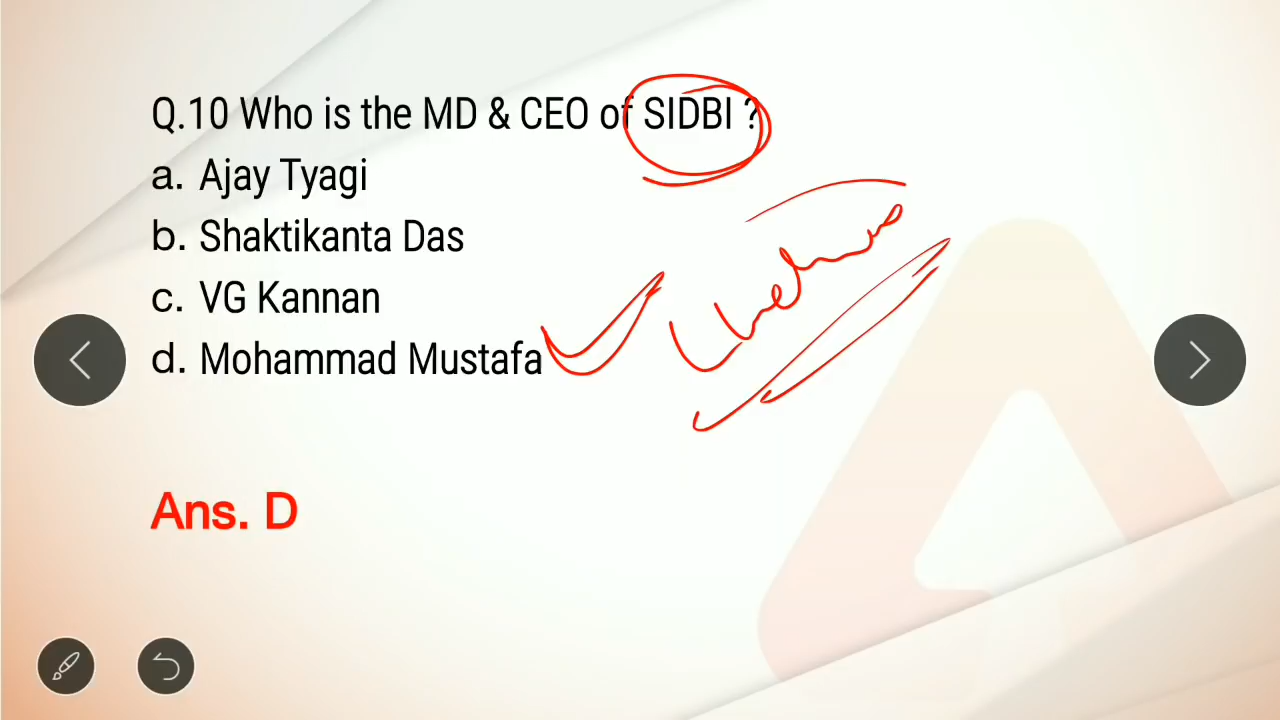 Q.10 Who is the MD & CEO of SIDBI ?
a. Ajay Tyagi
b. Shaktikanta Das
c. VG Kannan
d. Mohammad Mustafa
Ans. D